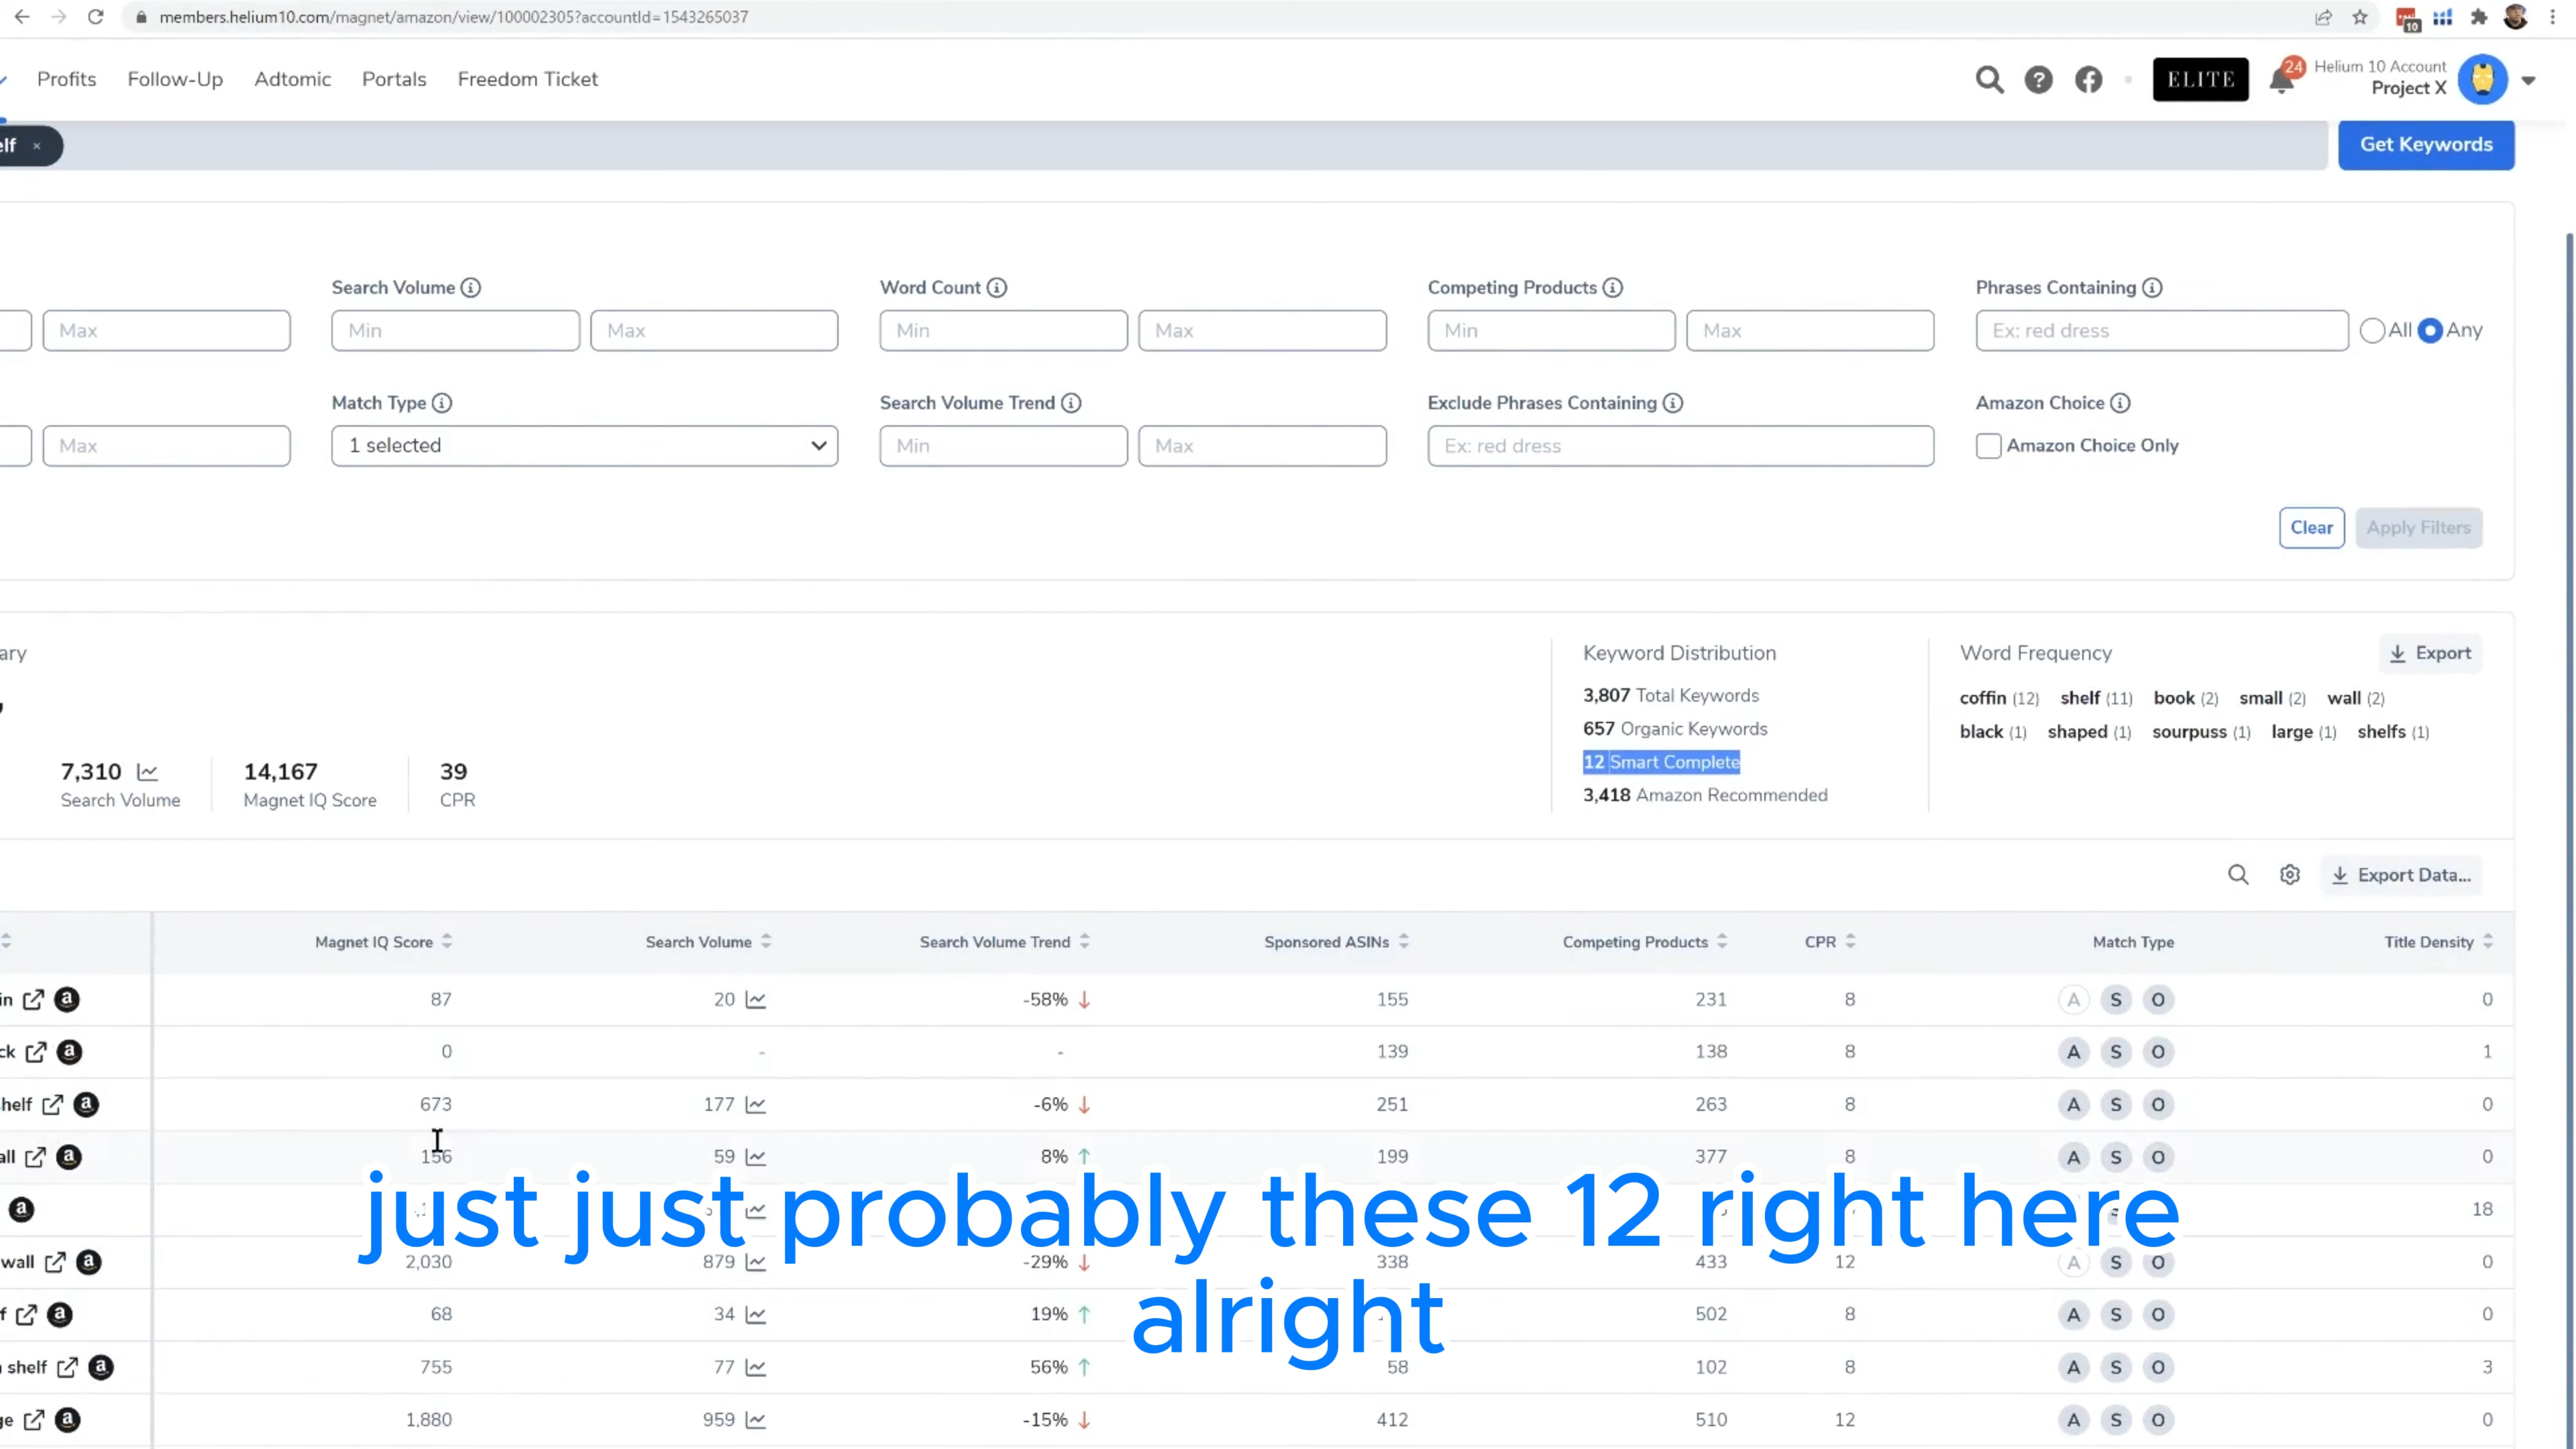 members.helium10.com/magnet/amazon/view/100002305?accountId=1543265037
10
Profits Follow-Up Adtomic Portals Freedom Ticket ELITE 24 Helium 10 Account
Project X
elf × Get Keywords
Search Volume Word Count Competing Products Phrases Containing
Max Min Max Min Max Min Max Ex: red dress All Any
Match Type Search Volume Trend Exclude Phrases Containing Amazon Choice
Max 1 selected Min Max Ex: red dress Amazon Choice Only
Clear Apply Filters
ary Keyword Distribution Word Frequency Export
3,807 Total Keywords coffin (12) shelf (11) book (2) small (2) wall (2)
657 Organic Keywords black (1) shaped (1) sourpuss (1) large (1) shelfs (1)
12 Smart Complete
3,418 Amazon Recommended
7,310 14,167 39
Search Volume Magnet IQ Score CPR
Export Data...
Magnet IQ Score Search Volume Search Volume Trend Sponsored ASINs Competing Products CPR Match Type Title Density
in a 87 20 -58% 155 231 8 A S O 0
ck a 0 - - 139 138 8 A S O 1
helf a 673 177 -6% 251 263 8 A S O 0
all a 156 59 8% 199 377 8 A S O 0
a 18
wall a 2,030 879 -29% 338 433 12 A S O 0
f a 68 34 19% 502 8 A S O 0
shelf a 755 77 56% 58 102 8 A S O 3
ge a 1,880 959 -15% 412 510 12 A S O 0
just just probably these 12 right here
alright